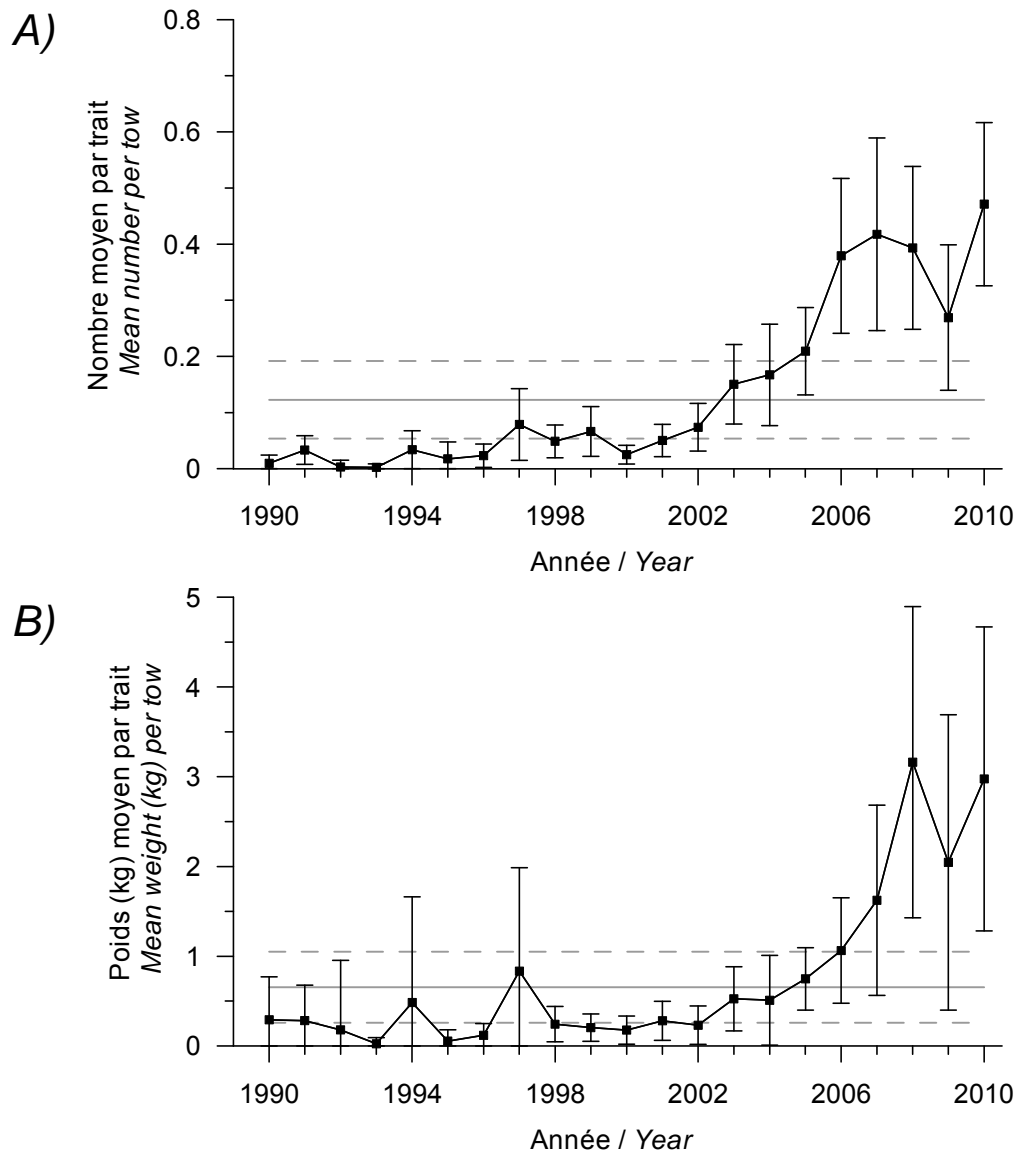 A)
Nombre moyen par trait
Mean number per tow
0.8
0.6
0.4
0.2
0
1990 1994 1998 2002 2006 2010
Année / Year
B)
Poids (kg) moyen par trait
Mean weight (kg) per tow
5
4
3
2
1
0
1990 1994 1998 2002 2006 2010
Année / Year